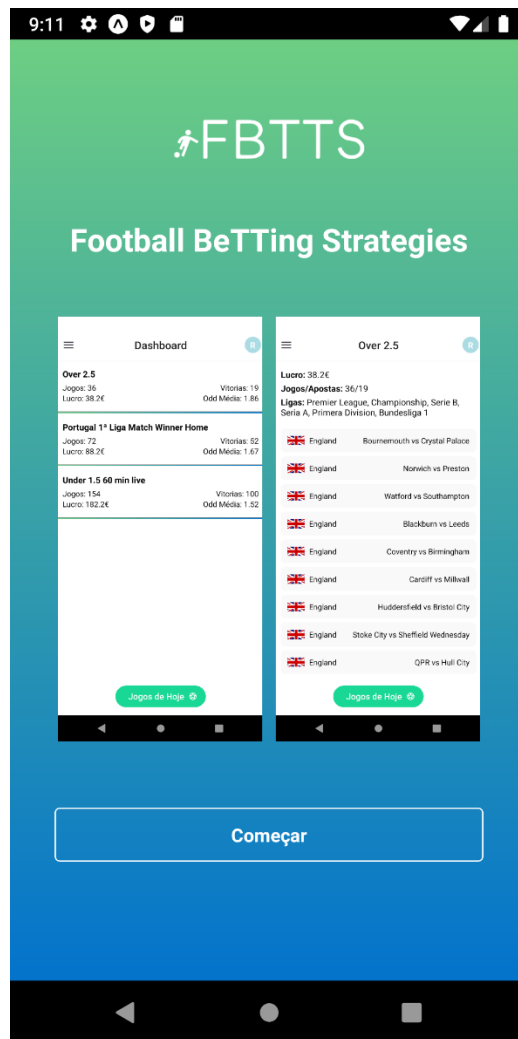 9:11
FBTTS
Football BeTTing Strategies
Dashboard
R
Over 2.5
Jogos: 36
Vitorias: 19
Lucro: 38.2€
Odd Média: 1.86
Portugal 1ª Liga Match Winner Home
Jogos: 72
Vitorias: 52
Lucro: 88.2€
Odd Média: 1.67
Under 1.5 60 min live
Jogos: 154
Vitorias: 100
Lucro: 182.2€
Odd Média: 1.52
Jogos de Hoje
Over 2.5
R
Lucro: 38.2€
Jogos/Apostas: 36/19
Ligas: Premier League, Championship, Serie B,
Seria A, Primera Division, Bundesliga 1
England Bournemouth vs Crystal Palace
England Norwich vs Preston
England Watford vs Southampton
England Blackburn vs Leeds
England Coventry vs Birmingham
England Cardiff vs Millwall
England Huddersfield vs Bristol City
England Stoke City vs Sheffield Wednesday
England QPR vs Hull City
Jogos de Hoje
Começar